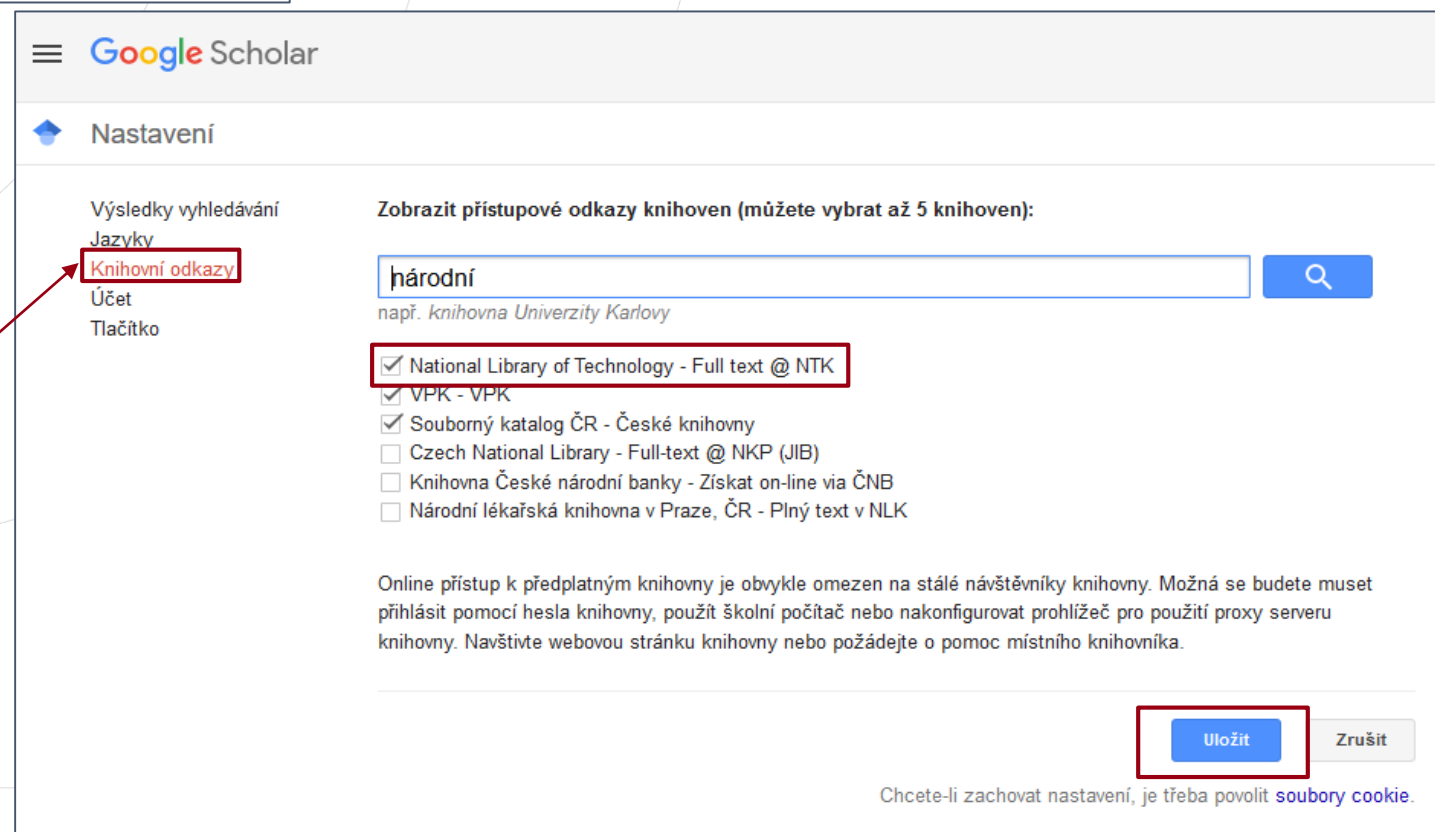 Google Scholar
Nastavení
Výsledky vyhledávání
Jazyky
Knihovní odkazy
Účet
Tlačítko
Zobrazit přístupové odkazy knihoven (můžete vybrat až 5 knihoven):
národní
např. knihovna Univerzity Karlovy
National Library of Technology - Full text @ NTK
VPK - VPK
Souborný katalog ČR - České knihovny
Czech National Library - Full-text @ NKP (JIB)
Knihovna České národní banky - Získat on-line via ČNB
Národní lékařská knihovna v Praze, ČR - Plný text v NLK
Online přístup k předplatným knihovny je obvykle omezen na stálé návštěvníky knihovny. Možná se budete muset
přihlásit pomocí hesla knihovny, použít školní počítač nebo nakonfigurovat prohlížeč pro použití proxy serveru
knihovny. Navštivte webovou stránku knihovny nebo požádejte o pomoc místního knihovníka.
Uložit
Zrušit
Chcete-li zachovat nastavení, je třeba povolit soubory cookie.